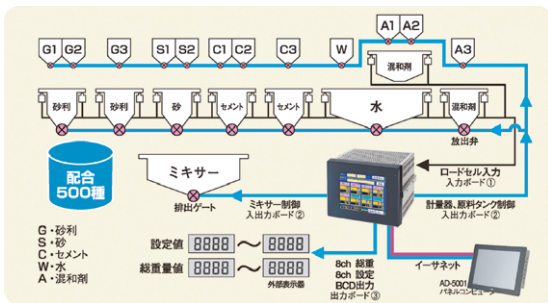 A1 A2
G1 G2 G3 S1 S2 C1 C2 C3 W A3
混和剤
砂利 砂利 砂 セメント セメント 水 混和剤
放出弁
配合
500種
ミキサー
排出ゲート
ロードセル入力
入力ボード①
ミキサー制御
入出力ボード②
計量器、原料タンク制御
入出力ボード②
G・砂利
S・砂
C・セメント
W・水
A・混和剤
設定値 8888 ~ 8888
総重量値 8888 ~ 8888
外部表示器
8ch 総重
8ch 設定
BCD出力
出力ボード③
イーサネット
AD-5001
パネルコンピュータ